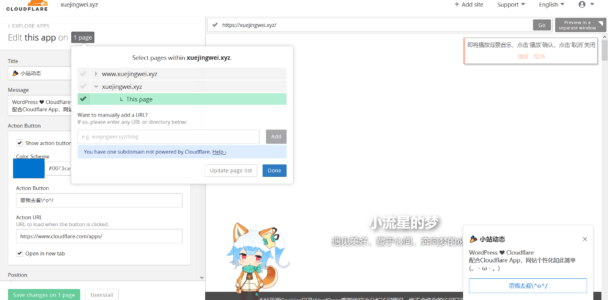 CLOUDFLARE
xuejingwei.xyz
Add site
Support
English
EXPLORE APPS
Edit this app on 1 page
https://xuejingwei.xyz
Go
Preview in a
separate window
Select pages within xuejingwei.xyz.
www.xuejingwei.xyz
xuejingwei.xyz
↳ This page
Want to manually add a URL?
If so, please enter any URL or directory below.
e.g. xuejingwei.xyz/blog
Add
You have one subdomain not powered by Cloudflare. Help ›
Update page list
Done
Title
小站动态
Message
WordPress ❤ Cloudflare
配合Cloudflare App, 网站
Action Button
Show action button
Color Scheme
Action Button
带我去看\^o^/
Action URL
URL to load when the button is clicked.
https://www.cloudflare.com/apps/
Open in new tab
Position
Save changes on 1 page
Uninstall
即将播放背景音乐，点击'播放'确认，点击'取消'关闭
播放
取消
小流星的梦
小站动态
WordPress ❤ Cloudflare
配合Cloudflare App, 网站个性化如此简单
(。・ω・。)
带我去看\^o^/